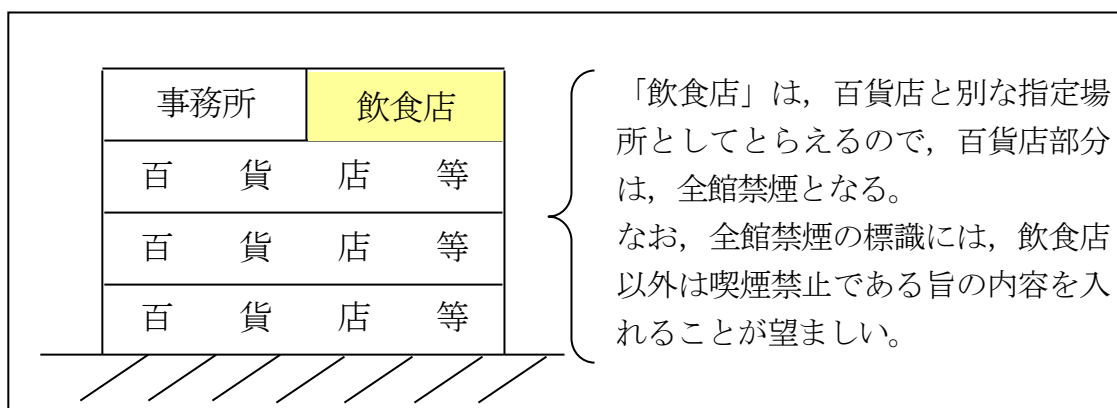 事務所 飲食店
百貨店等
百貨店等
百貨店等
「飲食店」は，百貨店と別な指定場
所としてとらえるので，百貨店部分
は，全館禁煙となる。
なお，全館禁煙の標識には，飲食店
以外は喫煙禁止である旨の内容を入
れることが望ましい。